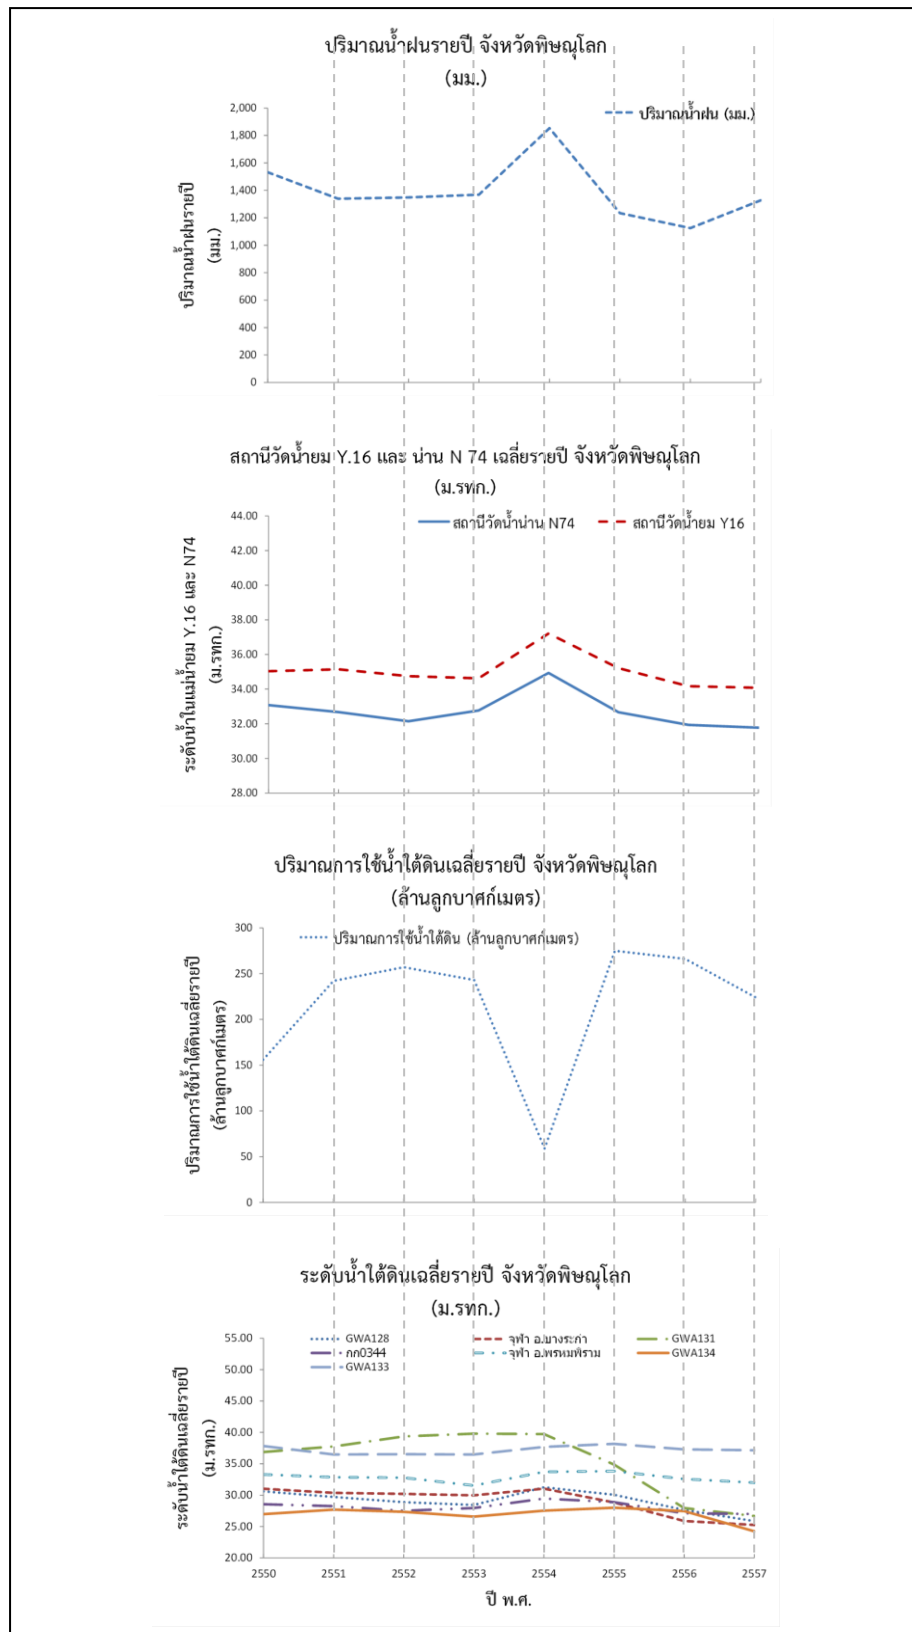 ปริมาณน้ำฝนรายปี จังหวัดพิษณุโลก
(มม.)
2,000
1,800
1,600
1,400
1,200
1,000
800
600
400
200
0
ปริมาณน้ำฝน (มม.)
ปริมาณน้ำฝนรายปี
(มม.)
สถานีวัดน้ำยม Y.16 และ น่าน N 74 เฉลี่ยรายปี จังหวัดพิษณุโลก
(ม.รทก.)
44.00
42.00
40.00
38.00
36.00
34.00
32.00
30.00
28.00
สถานีวัดน้ำน่าน N74
สถานีวัดน้ำยม Y16
ระดับน้ำในแม่น้ำยม Y.16 และ N74
(ม.รทก.)
ปริมาณการใช้น้ำใต้ดินเฉลี่ยรายปี จังหวัดพิษณุโลก
(ล้านลูกบาศก์เมตร)
300
250
200
150
100
50
0
ปริมาณการใช้น้ำใต้ดิน (ล้านลูกบาศก์เมตร)
ปริมาณการใช้น้ำใต้ดินเฉลี่ยรายปี
(ล้านลูกบาศก์เมตร)
ระดับน้ำใต้ดินเฉลี่ยรายปี จังหวัดพิษณุโลก
(ม.รทก.)
55.00
50.00
45.00
40.00
35.00
30.00
25.00
20.00
GWA128
จุฬา อ.บางระกำ
GWA131
กก0344
จุฬา อ.พรหมพิราม
GWA134
GWA133
ระดับน้ำใต้ดินเฉลี่ยรายปี
(ม.รทก.)
2550 2551 2552 2553 2554 2555 2556 2557
ปี พ.ศ.